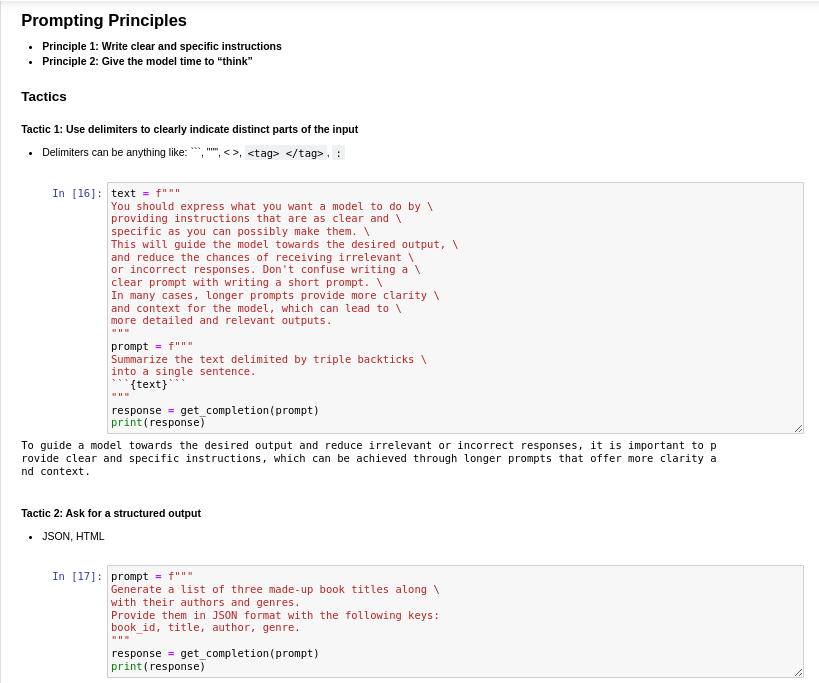 Prompting Principles
• Principle 1: Write clear and specific instructions
• Principle 2: Give the model time to “think”
Tactics
Tactic 1: Use delimiters to clearly indicate distinct parts of the input
• Delimiters can be anything like: ```, """, < >, <tag> </tag>, :
In [16]: text = f"""
You should express what you want a model to do by \
providing instructions that are as clear and \
specific as you can possibly make them. \
This will guide the model towards the desired output, \
and reduce the chances of receiving irrelevant \
or incorrect responses. Don't confuse writing a \
clear prompt with writing a short prompt. \
In many cases, longer prompts provide more clarity \
and context for the model, which can lead to \
more detailed and relevant outputs.
"""
prompt = f"""
Summarize the text delimited by triple backticks \
into a single sentence.
```{text}```
"""
response = get_completion(prompt)
print(response)
To guide a model towards the desired output and reduce irrelevant or incorrect responses, it is important to p
rovide clear and specific instructions, which can be achieved through longer prompts that offer more clarity a
nd context.
Tactic 2: Ask for a structured output
• JSON, HTML
In [17]: prompt = f"""
Generate a list of three made-up book titles along \
with their authors and genres.
Provide them in JSON format with the following keys:
book_id, title, author, genre.
"""
response = get_completion(prompt)
print(response)